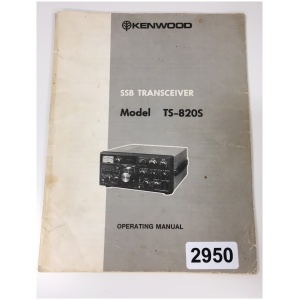 KENWOOD
SSB TRANSCEIVER
Model TS-820S
OPERATING MANUAL
2950